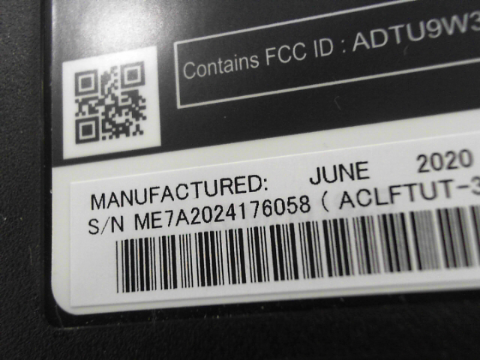 Contains FCC ID : ADTU9W3
MANUFACTURED: JUNE 2020
S/N ME7A2024176058 ( ACLFTUT-3